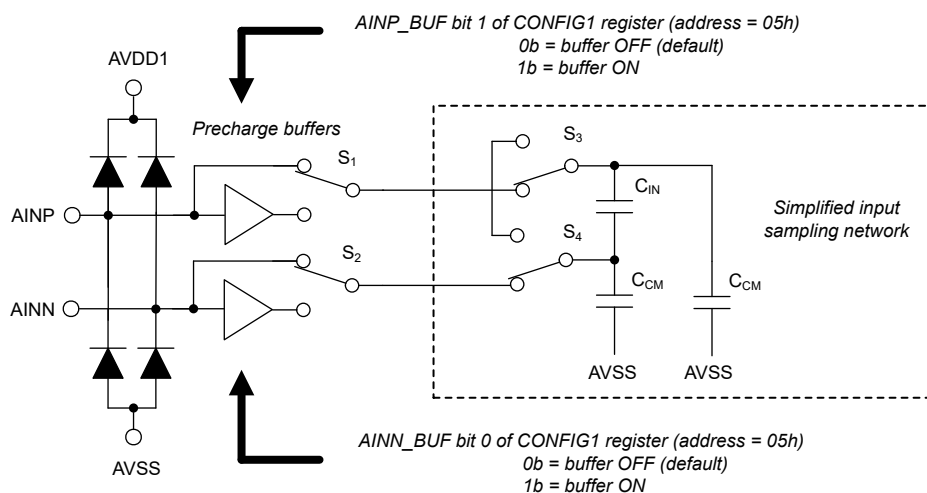 AINP_BUF bit 1 of CONFIG1 register (address = 05h)
0b = buffer OFF (default)
1b = buffer ON
AVDD1
Precharge buffers
S1
S3
CIN
AINP
Simplified input
sampling network
S4
S2
CCM
CCM
AINN
AVSS
AVSS
AINN_BUF bit 0 of CONFIG1 register (address = 05h)
0b = buffer OFF (default)
1b = buffer ON
AVSS